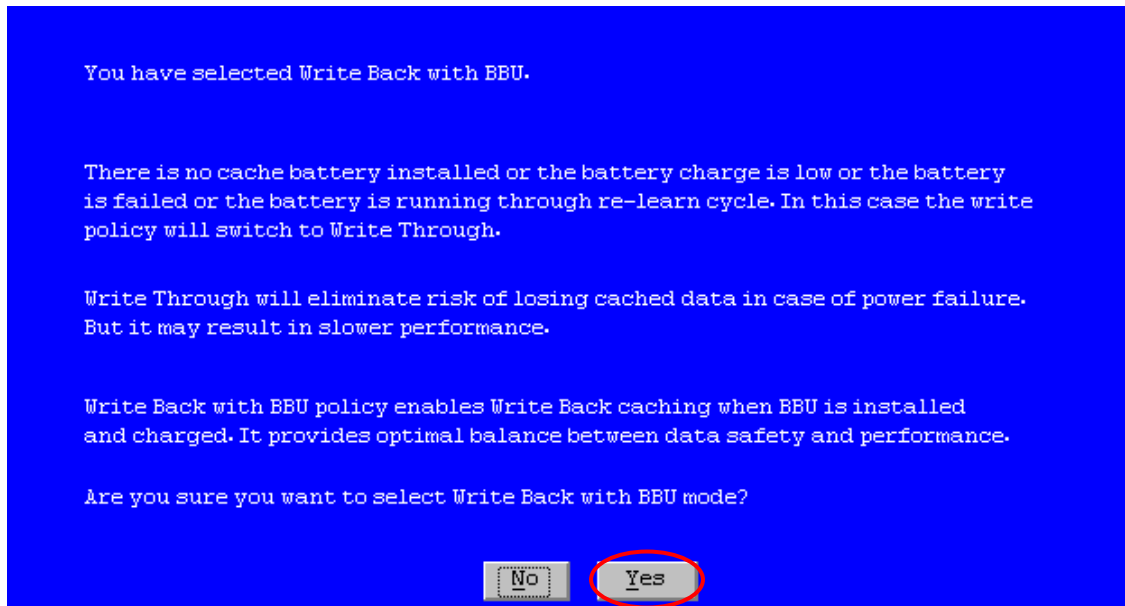 You have selected Write Back with BBU.
There is no cache battery installed or the battery charge is low or the battery
is failed or the battery is running through re-learn cycle. In this case the write
policy will switch to Write Through.
Write Through will eliminate risk of losing cached data in case of power failure.
But it may result in slower performance.
Write Back with BBU policy enables Write Back caching when BBU is installed
and charged. It provides optimal balance between data safety and performance.
Are you sure you want to select Write Back with BBU mode?
No Yes